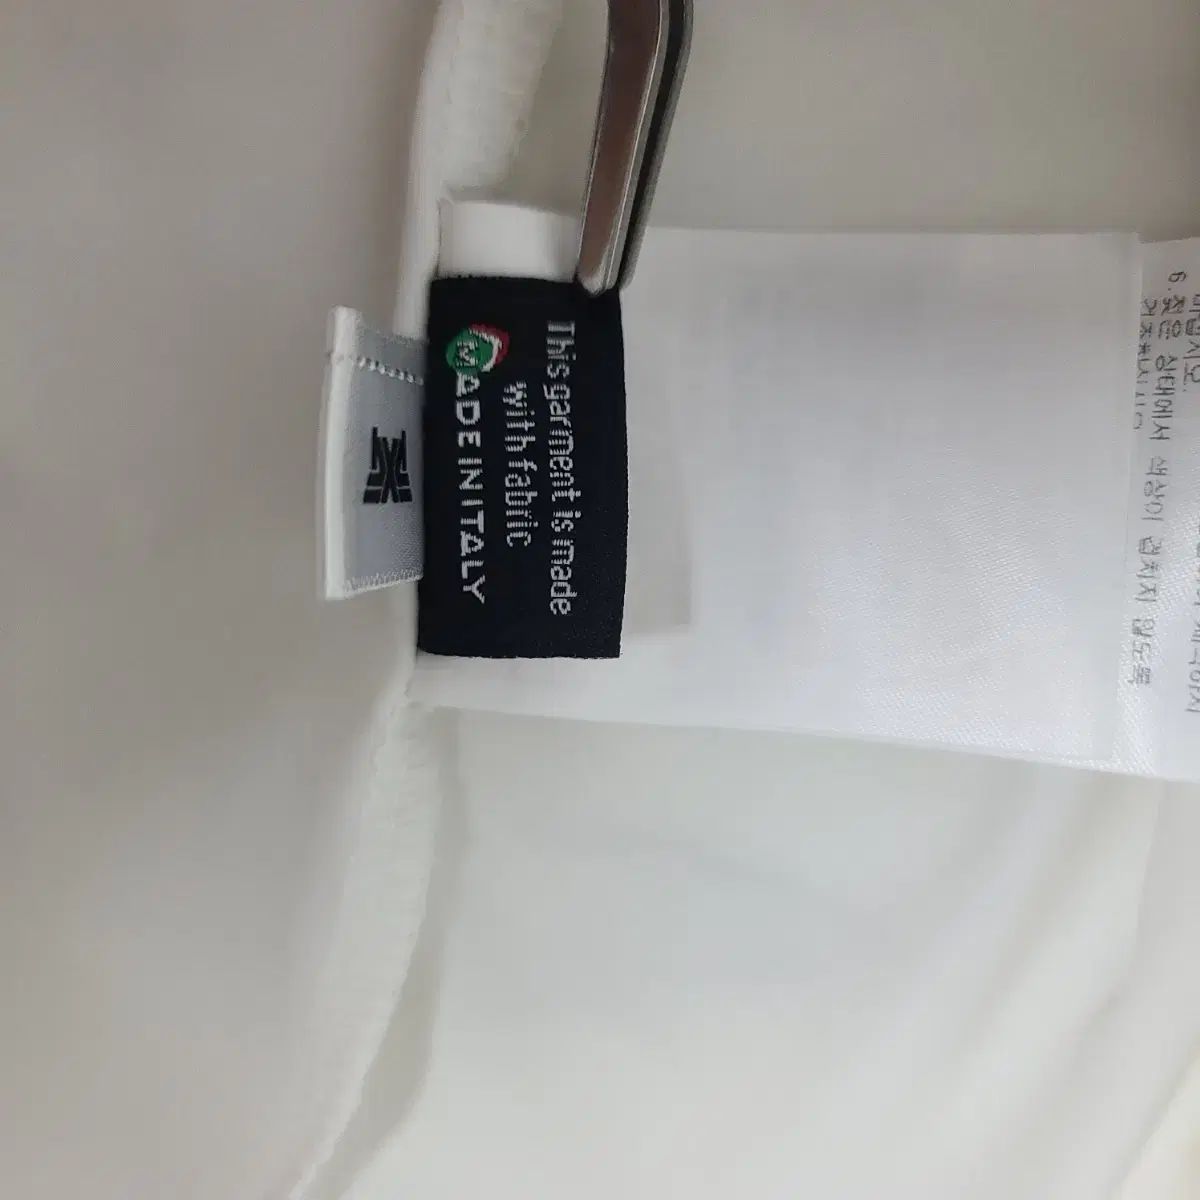 This garment is made
with fabric
MADE IN ITALY
PXG
6. 젖은 상태에서 색상이 겹치지 않도록